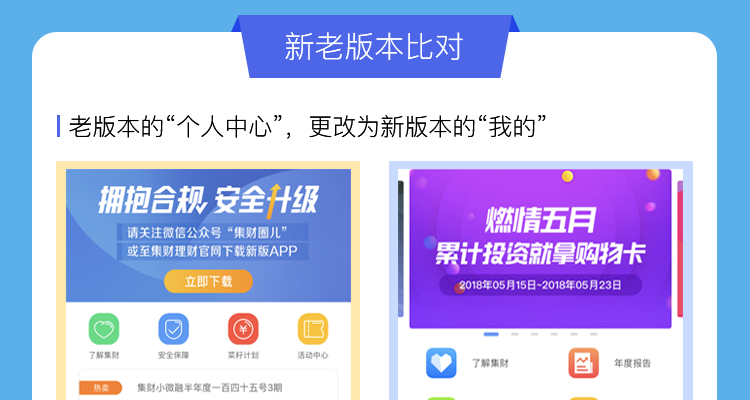 新老版本比对
老版本的“个人中心”，更改为新版本的“我的”
拥抱合规 安全升级
请关注微信公众号“集财圈儿”
或至集财理财官网下载新版APP
立即下载
了解集财 安全保障 菜籽计划 活动中心
热卖 集财小微融半年度一百四十五号3期
燃情五月
累计投资就拿购物卡
2018年05月15日~2018年05月23日
了解集财 年度报告